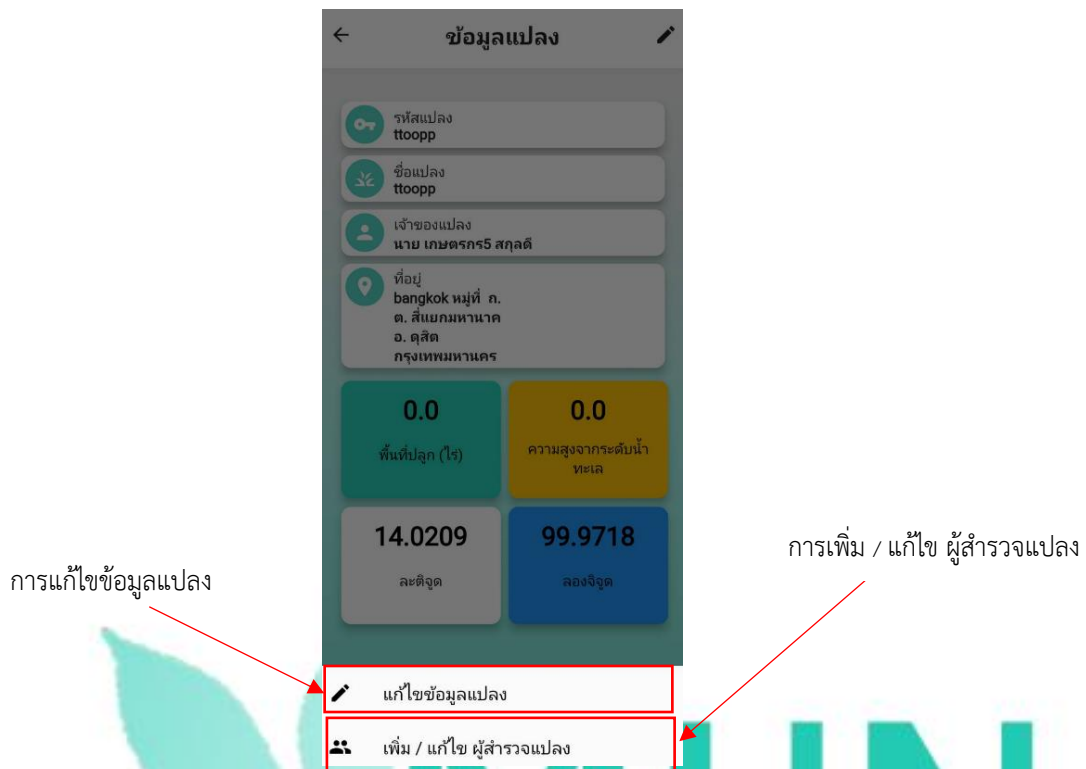 ข้อมูลแปลง
รหัสแปลง
ttoopp
ชื่อแปลง
ttoopp
เจ้าของแปลง
นาย เกษตรกร5 สกุลดี
ที่อยู่
bangkok หมู่ที่ ถ.
ต. สี่แยกมหานาค
อ. ดุสิต
กรุงเทพมหานคร
0.0
พื้นที่ปลูก (ไร่)
0.0
ความสูงจากระดับน้ำ
ทะเล
14.0209
ละติจูด
99.9718
ลองจิจูด
การเพิ่ม / แก้ไข ผู้สำรวจแปลง
การแก้ไขข้อมูลแปลง
แก้ไขข้อมูลแปลง
เพิ่ม / แก้ไข ผู้สำรวจแปลง